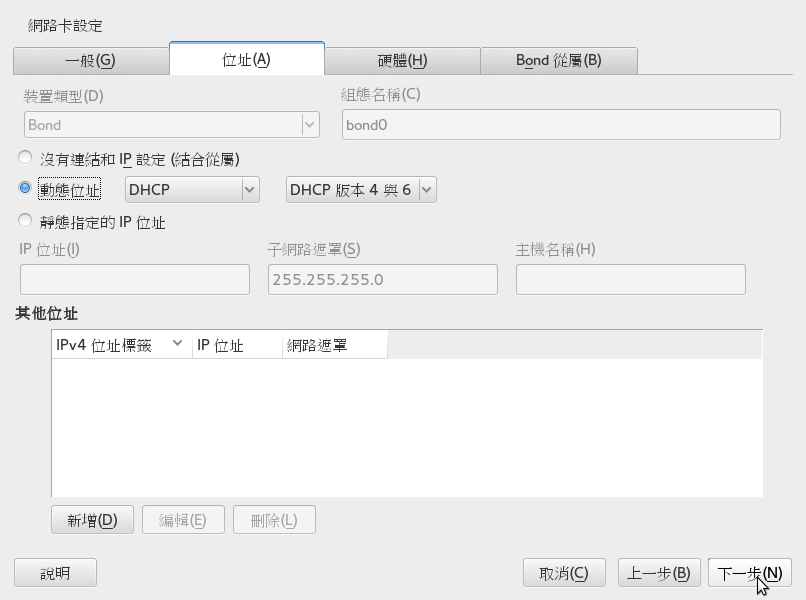 網路卡設定
一般(G) 位址(A) 硬體(H) Bond 從屬(B)
裝置類型(D) 組態名稱(C)
Bond bond0
沒有連結和 IP 設定 (結合從屬)
動態位址 DHCP DHCP 版本 4 與 6
靜態指定的 IP 位址
IP 位址(I) 子網路遮罩(S) 主機名稱(H)
255.255.255.0
其他位址
IPv4 位址標籤 IP 位址 網路遮罩
新增(D) 編輯(E) 刪除(L)
說明 取消(C) 上一步(B) 下一步(N)